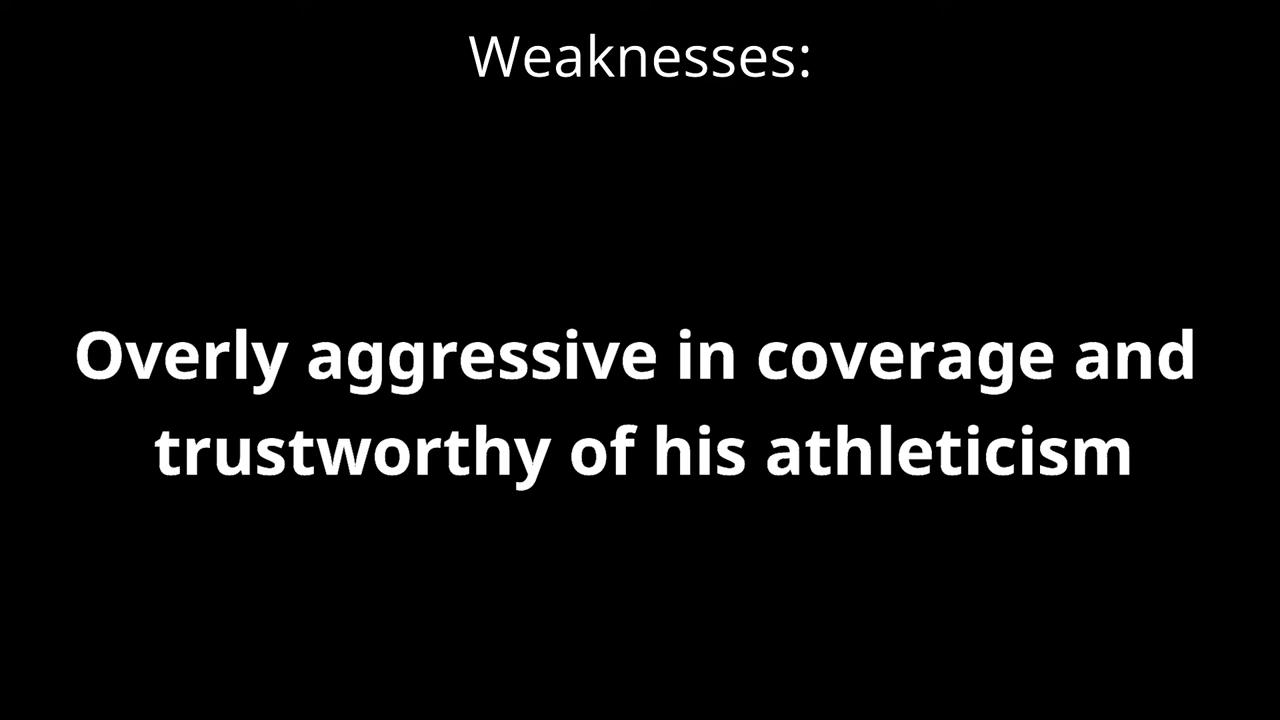 Weaknesses:
Overly aggressive in coverage and
trustworthy of his athleticism